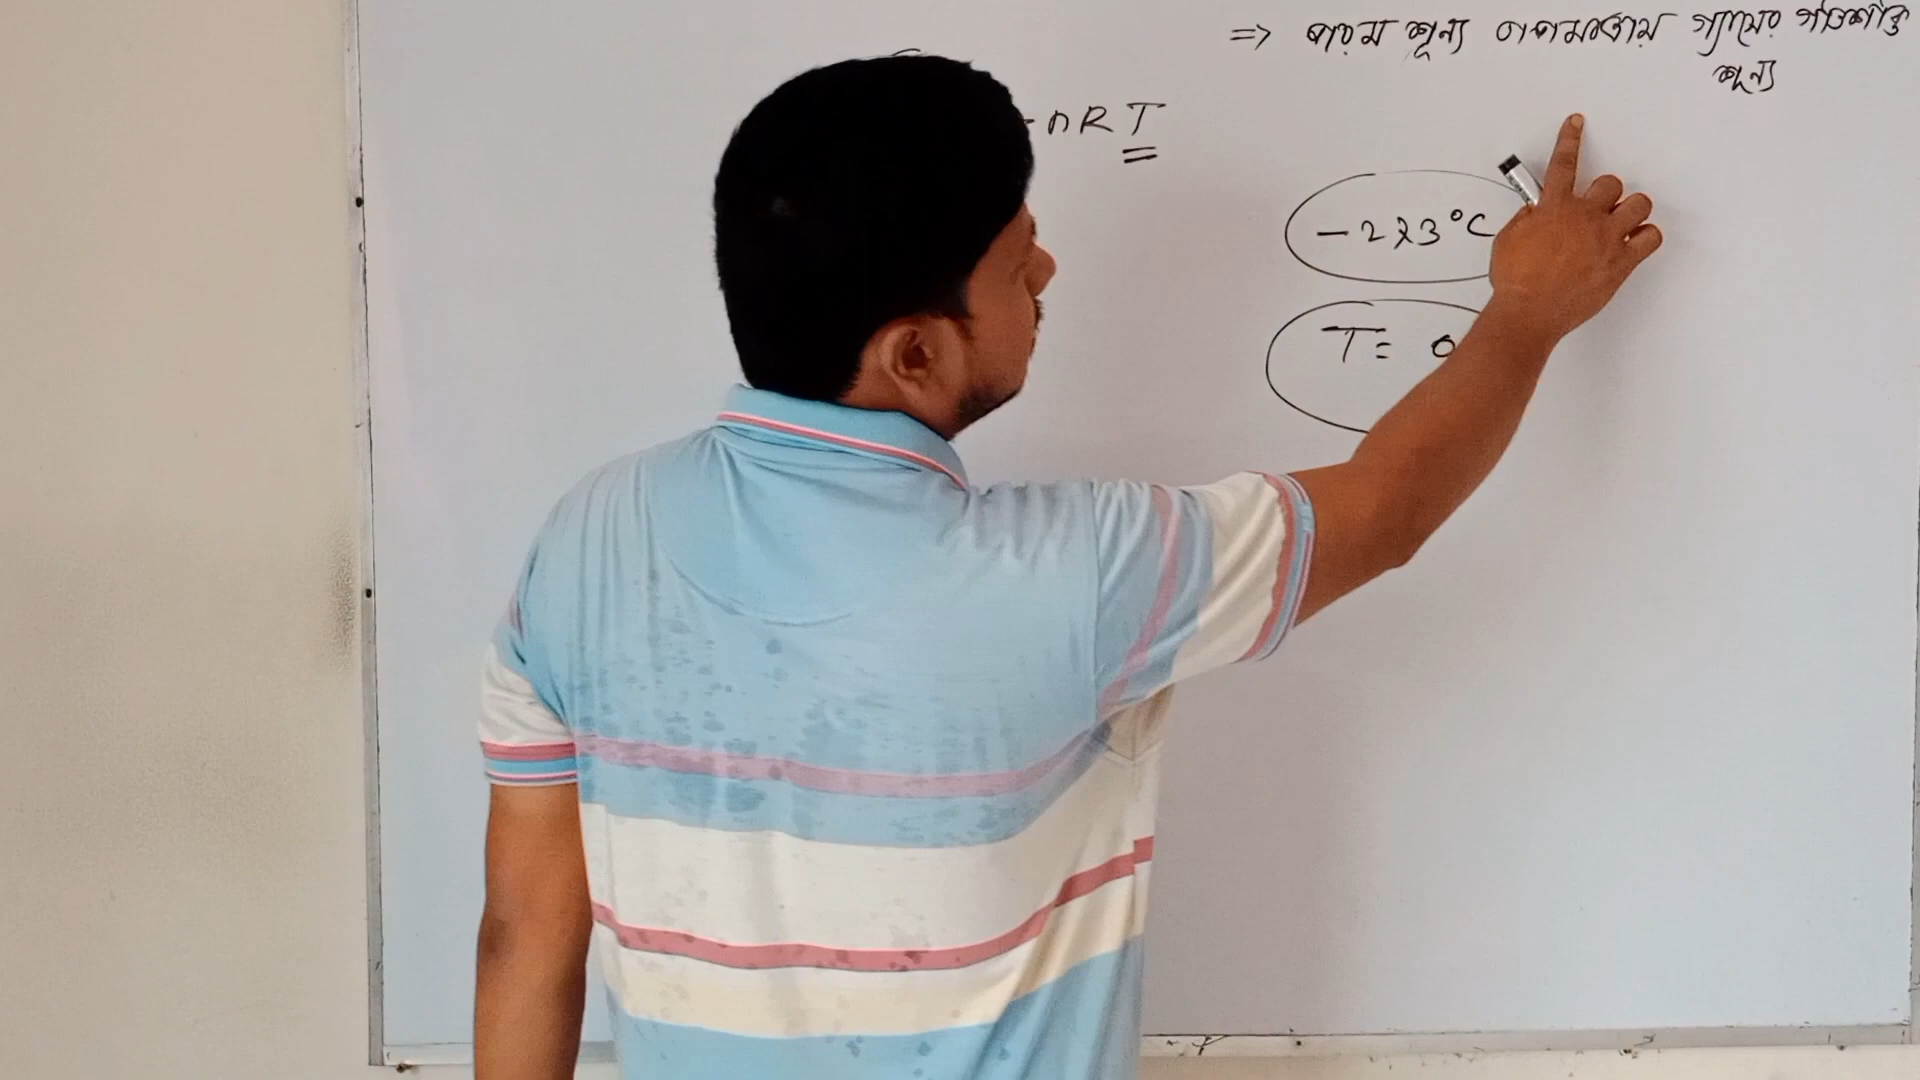 ⇒ পরম শূন্য তাপমাত্রায় গ্যাসের গতিশক্তি
শূন্য
nRT
-273°C
T= 0